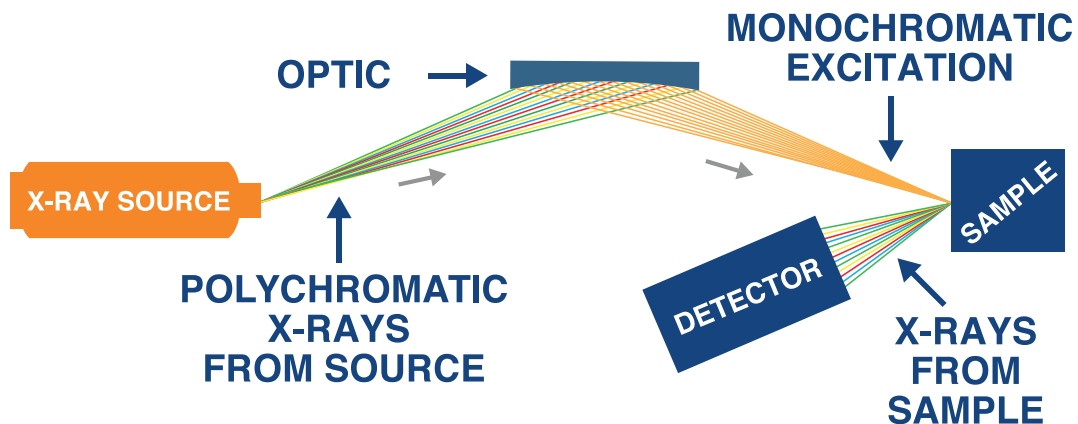 OPTIC
MONOCHROMATIC
EXCITATION
X-RAY SOURCE
SAMPLE
POLYCHROMATIC
X-RAYS
FROM SOURCE
DETECTOR
X-RAYS
FROM
SAMPLE